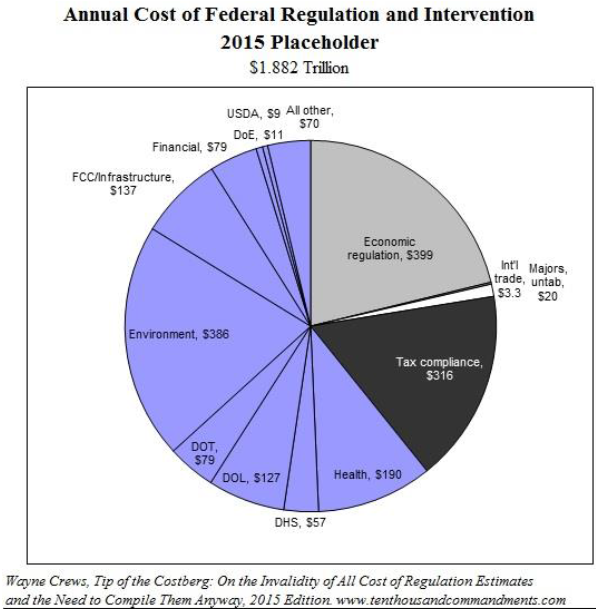 Annual Cost of Federal Regulation and Intervention
2015 Placeholder
$1.882 Trillion
USDA, $9
All other,
$70
DoE, $11
Financial, $79
FCC/Infrastructure,
$137
Economic
regulation, $399
Int'l
trade,
$3.3
Majors,
untab,
$20
Environment, $386
Tax compliance,
$316
DOT,
$79
DOL, $127
Health, $190
DHS, $57
Wayne Crews, Tip of the Costberg: On the Invalidity of All Cost of Regulation Estimates
and the Need to Compile Them Anyway, 2015 Edition. www.tenthousandcommandments.com